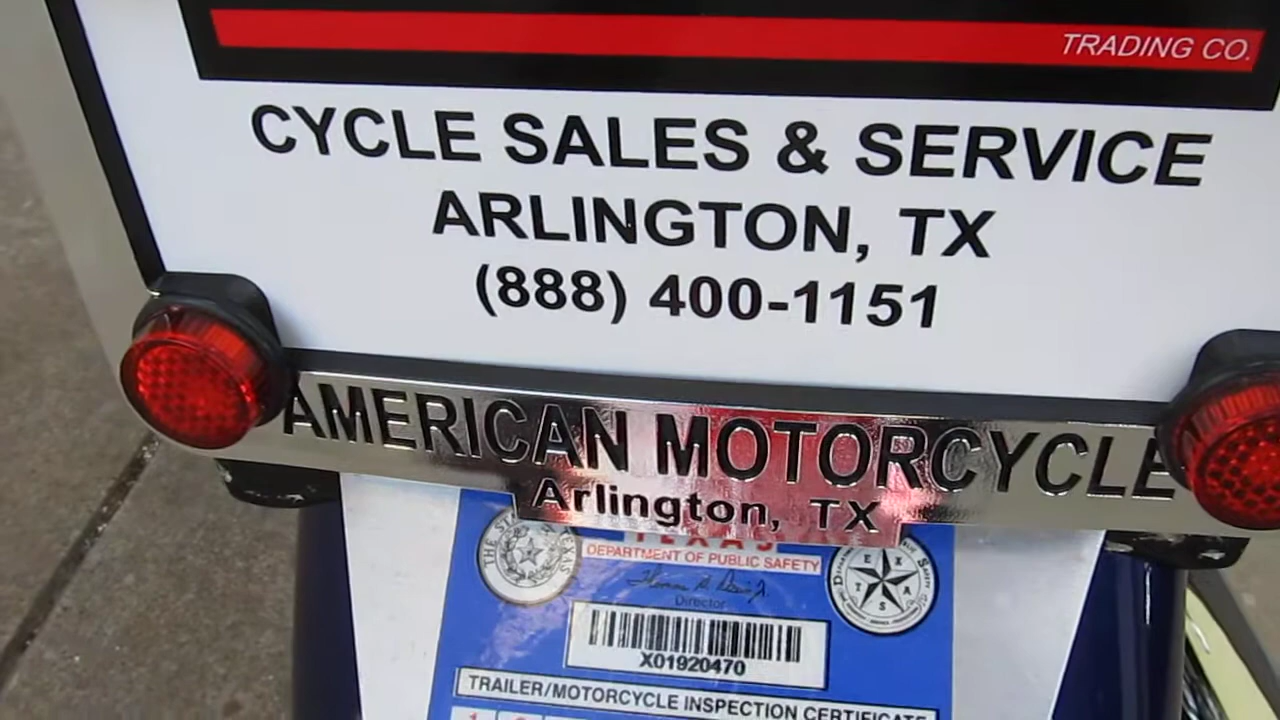 TRADING CO.
CYCLE SALES & SERVICE
ARLINGTON, TX
(888) 400-1151
AMERICAN MOTORCYCLE
Arlington, TX
TEXAS
DEPARTMENT OF PUBLIC SAFETY
Director
X01920470
TRAILER/MOTORCYCLE INSPECTION CERTIFICATE